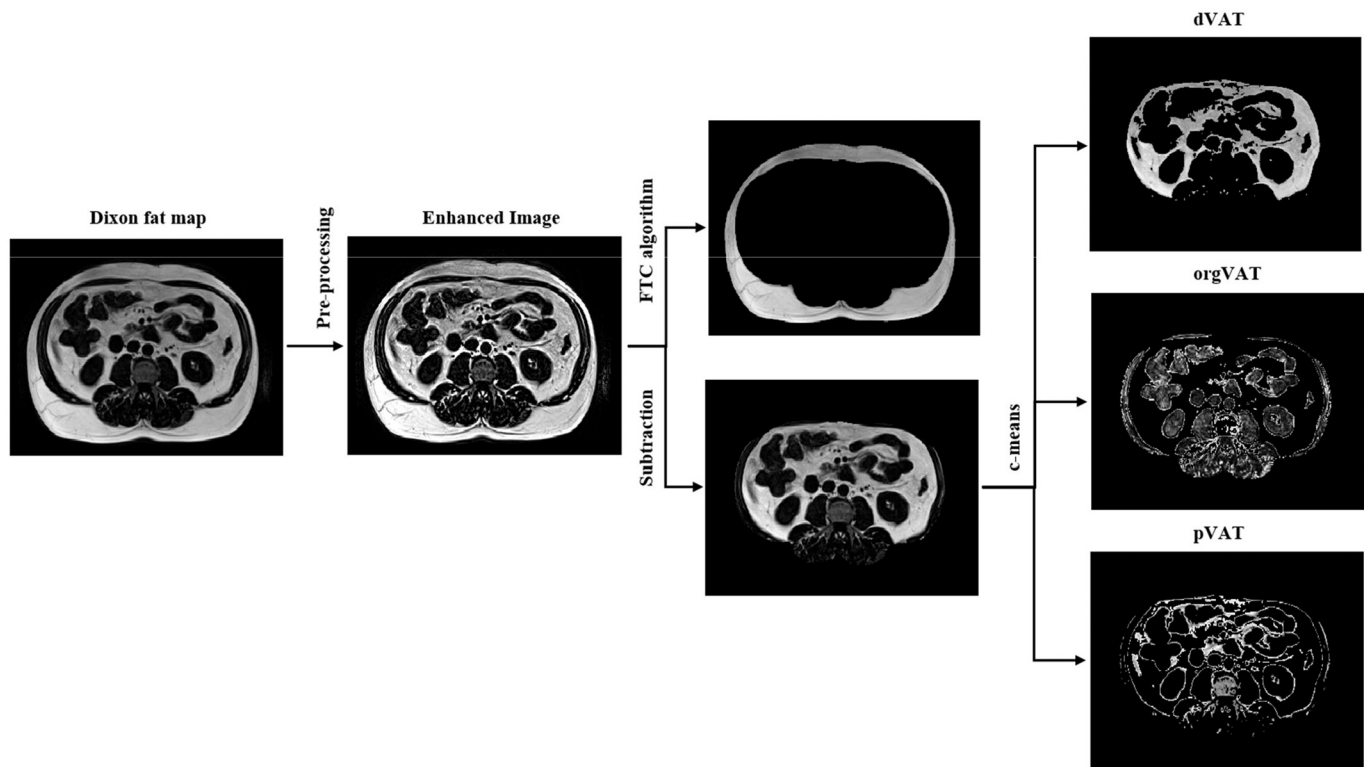 Dixon fat map
Pre-processing
Enhanced Image
FTC algorithm
Subtraction
c-means
dVAT
orgVAT
pVAT